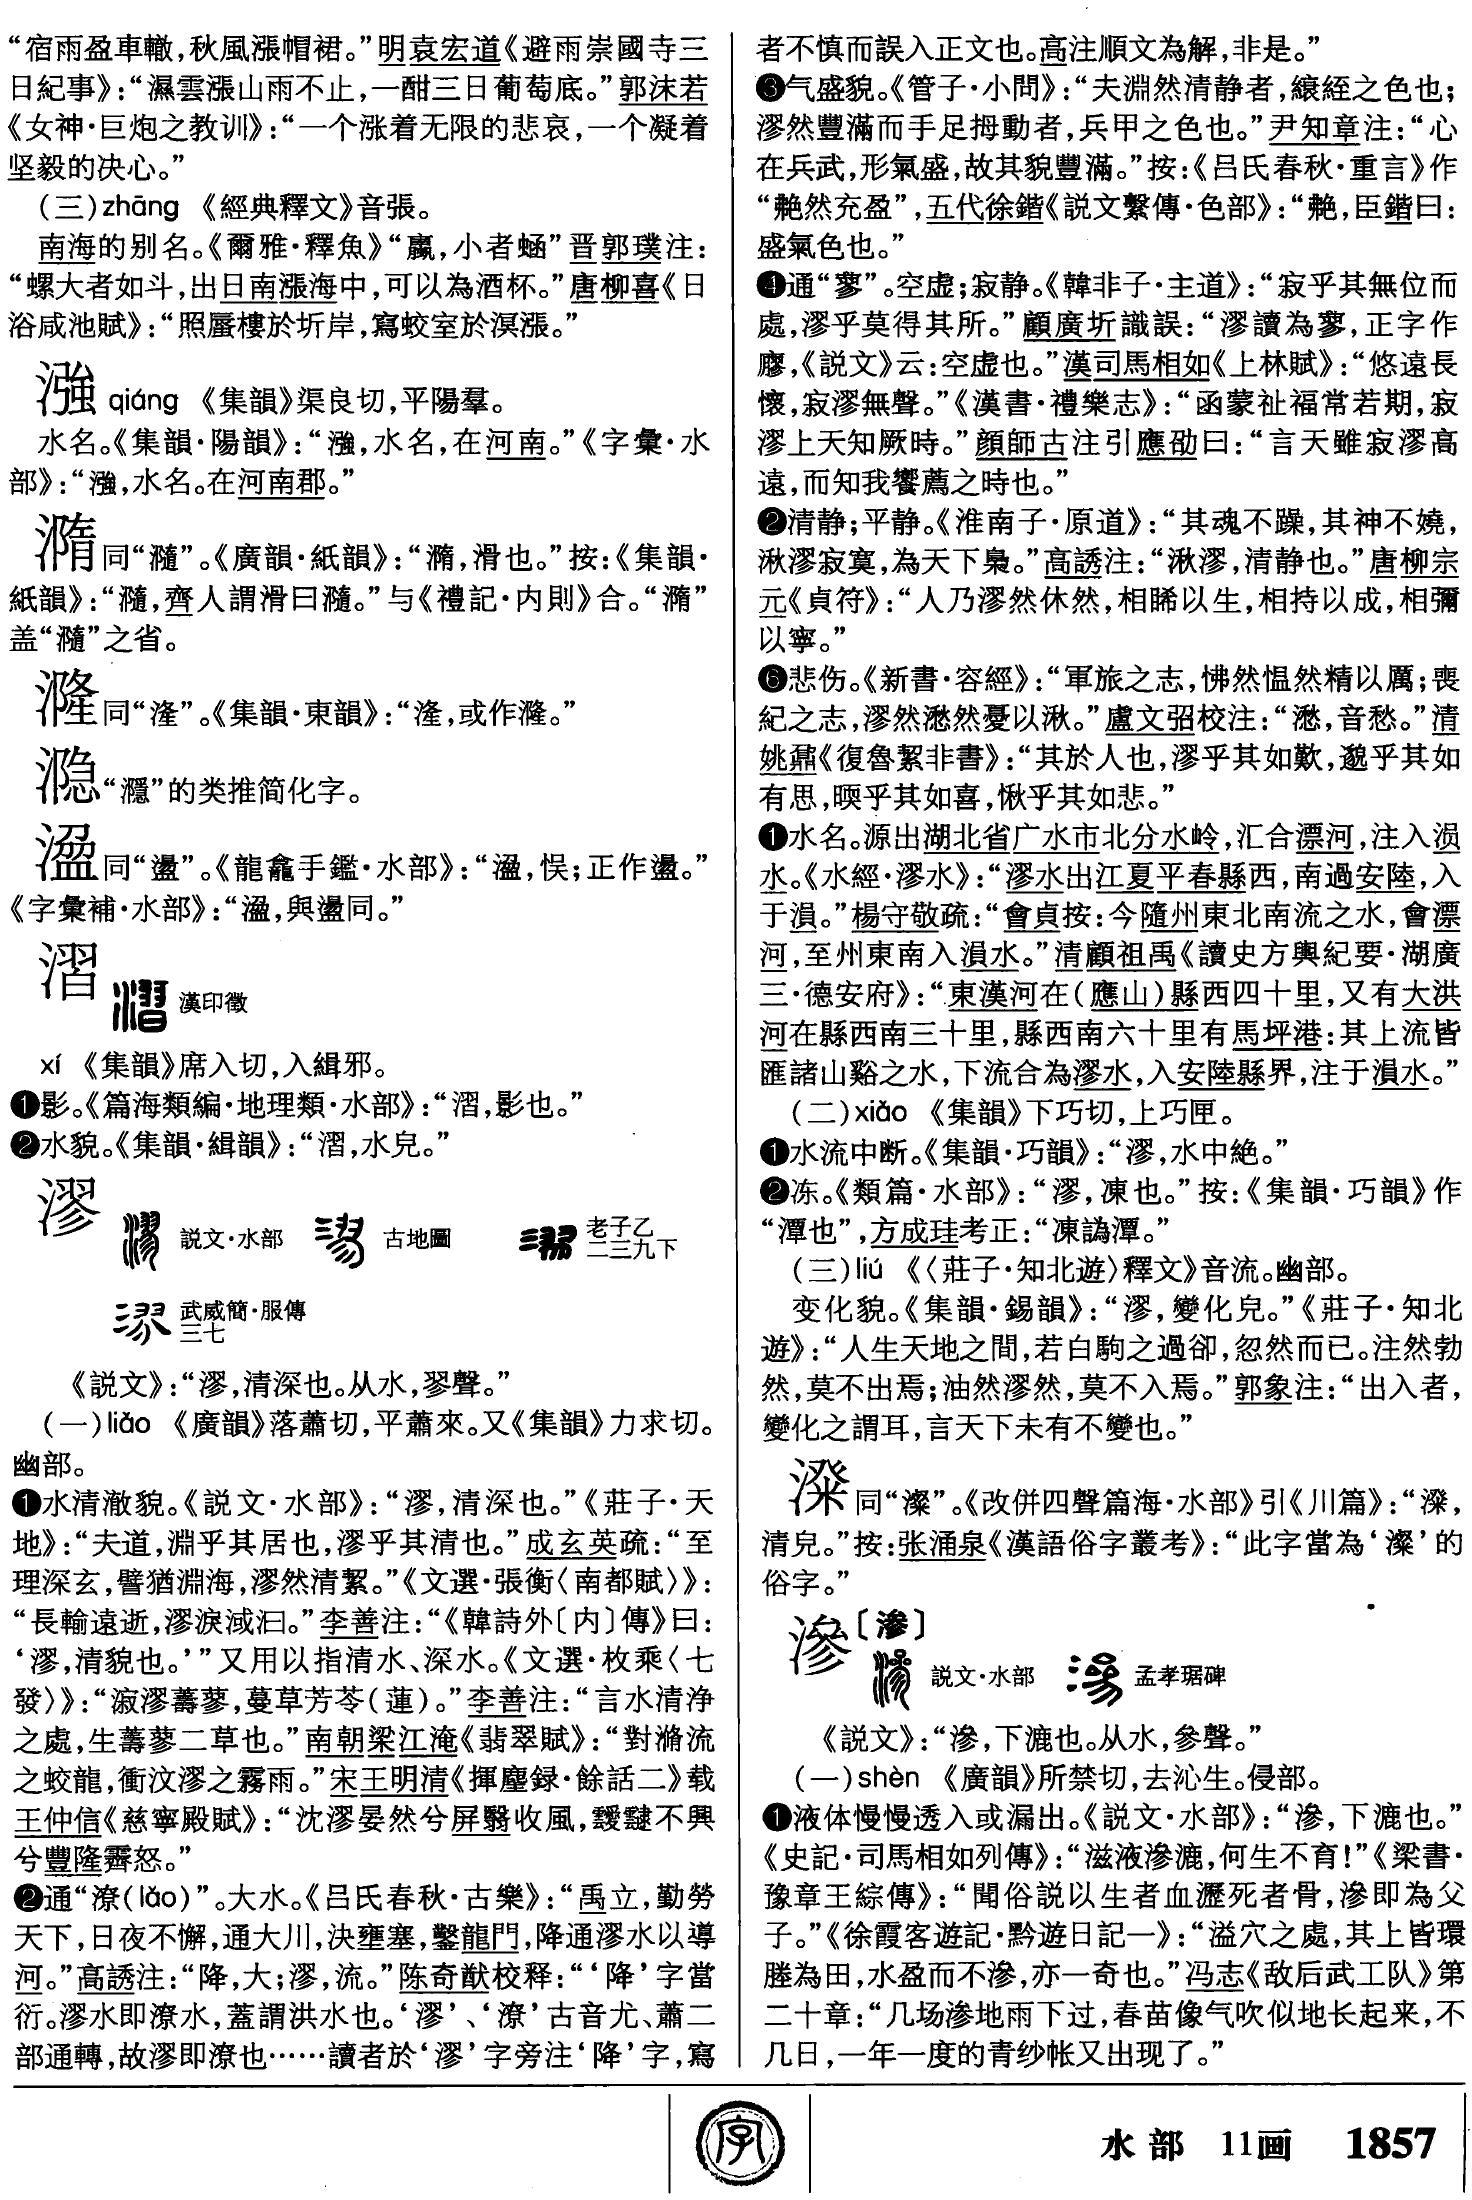 “宿雨盈車轍，秋風漲帽裙。”明袁宏道《避雨崇國寺三
日紀事》：“濕雲漲山雨不止，一酣三日葡萄底。”郭沫若
《女神·巨炮之教训》：“一个涨着无限的悲哀，一个凝着
坚毅的决心。”
（三）zhāng 《經典釋文》音張。
南海的别名。《爾雅·釋魚》“蠃，小者蜬”晋郭璞注：
“螺大者如斗，出日南漲海中，可以為酒杯。”唐柳喜《日
浴咸池賦》：“照蜃樓於圻岸，寫蛟室於溟漲。”
漒 qiáng 《集韻》渠良切，平陽羣。
水名。《集韻·陽韻》：“漒，水名，在河南。”《字彙·水
部》：“漒，水名。在河南郡。”
同“瀡”。《廣韻·紙韻》：“滑也。”按：《集韻·
紙韻》：“瀡，齊人謂滑曰瀡。”与《禮記·内則》合。
盖“瀡”之省。
漋同“湰”。《集韻·東韻》：“湰，或作漋。”
“濦”的类推简化字。
同“盪”。《龍龕手鑑·水部》：“悮；正作盪。”
《字彙補·水部》：“與盪同。”
漝 漢印徵
xí 《集韻》席入切，入緝邪。
❶影。《篇海類編·地理類·水部》：“漝，影也。”
❷水貌。《集韻·緝韻》：“漝，水皃。”
漻 説文·水部 古地圖 老子乙二三九下
武威簡·服傳三七
《説文》：“漻，清深也。从水，翏聲。”
（一）liáo 《廣韻》落蕭切，平蕭來。又《集韻》力求切。
幽部。
❶水清澈貌。《説文·水部》：“漻，清深也。”《莊子·天
地》：“夫道，淵乎其居也，漻乎其清也。”成玄英疏：“至
理深玄，譬猶淵海，漻然清絜。”《文選·張衡〈南都賦〉》：
“長輸遠逝，漻淚淢汩。”李善注：“《韓詩外〔内〕傳》曰：
‘漻，清貌也。’”又用以指清水、深水。《文選·枚乘〈七
發〉》：“漃漻薵蓼，蔓草芳苓（蓮）。”李善注：“言水清净
之處，生薵蓼二草也。”南朝梁江淹《翡翠賦》：“對滫流
之蛟龍，衝汶漻之霧雨。”宋王明清《揮麈録·餘話二》载
王仲信《慈寧殿賦》：“沈漻晏然兮屏翳收風，靉靆不興
兮豐隆霽怒。”
❷通“潦（lǎo）”。大水。《吕氏春秋·古樂》：“禹立，勤勞
天下，日夜不懈，通大川，决壅塞，鑿龍門，降通漻水以導
河。”高誘注：“降，大；漻，流。”陈奇猷校释：“‘降’字當
衍。漻水即潦水，蓋謂洪水也。‘漻’、‘潦’古音尤、蕭二
部通轉，故漻即潦也……讀者於‘漻’字旁注‘降’字，寫
者不慎而誤入正文也。高注順文為解，非是。”
❸气盛貌。《管子·小問》：“夫淵然清静者，縗絰之色也；
漻然豐滿而手足拇動者，兵甲之色也。”尹知章注：“心
在兵武，形氣盛，故其貌豐滿。”按：《吕氏春秋·重言》作
“艴然充盈”，五代徐鍇《説文繫傳·色部》：“艴，臣鍇曰：
盛氣色也。”
❹通“寥”。空虚；寂静。《韓非子·主道》：“寂乎其無位而
處，漻乎莫得其所。”顧廣圻識誤：“漻讀為寥，正字作
廫，《説文》云：空虚也。”漢司馬相如《上林賦》：“悠遠長
懷，寂漻無聲。”《漢書·禮樂志》：“函蒙祉福常若期，寂
漻上天知厥時。”顔師古注引應劭曰：“言天雖寂漻高
遠，而知我饗薦之時也。”
❷清静；平静。《淮南子·原道》：“其魂不躁，其神不嬈，
湫漻寂寞，為天下梟。”高誘注：“湫漻，清静也。”唐柳宗
元《貞符》：“人乃漻然休然，相睎以生，相持以成，相彌
以寧。”
❻悲伤。《新書·容經》：“軍旅之志，怫然愠然精以厲；喪
紀之志，漻然愁然憂以湫。”盧文弨校注：“音愁。”清
姚鼐《復魯絜非書》：“其於人也，漻乎其如歎，邈乎其如
有思，暝乎其如喜，愀乎其如悲。”
❶水名。源出湖北省广水市北分水岭，汇合漂河，注入涢
水。《水經·漻水》：“漻水出江夏平春縣西，南過安陸，入
于溳。”楊守敬疏：“會貞按：今隨州東北南流之水，會漂
河，至州東南入溳水。”清顧祖禹《讀史方輿紀要·湖廣
三·德安府》：“東漢河在（應山）縣西四十里，又有大洪
河在縣西南三十里，縣西南六十里有馬坪港：其上流皆
匯諸山谿之水，下流合為漻水，入安陸縣界，注于溳水。”
（二）xiǎo 《集韻》下巧切，上巧匣。
❶水流中断。《集韻·巧韻》：“漻，水中絶。”
❷冻。《類篇·水部》：“漻，凍也。”按：《集韻·巧韻》作
“潭也”，方成珪考正：“凍譌潭。”
（三）liú 《〈莊子·知北遊〉釋文》音流。幽部。
变化貌。《集韻·錫韻》：“漻，變化皃。”《莊子·知北
遊》：“人生天地之間，若白駒之過卻，忽然而已。注然勃
然，莫不出焉；油然漻然，莫不入焉。”郭象注：“出入者，
變化之謂耳，言天下未有不變也。”
同“澯”。《改併四聲篇海·水部》引《川篇》：
清皃。”按：张涌泉《漢語俗字叢考》：“此字當為‘澯’的
俗字。”
滲〔渗〕
説文·水部 孟孝琚碑
《説文》：“滲，下漉也。从水，參聲。”
（一）shèn 《廣韻》所禁切，去沁生。侵部。
❶液体慢慢透入或漏出。《説文·水部》：“滲，下漉也。”
《史記·司馬相如列傳》：“滋液滲漉，何生不育！”《梁書·
豫章王綜傳》：“聞俗説以生者血瀝死者骨，滲即為父
子。”《徐霞客遊記·黔遊日記一》：“溢穴之處，其上皆環
塍為田，水盈而不滲，亦一奇也。”冯志《敌后武工队》第
二十章：“几场渗地雨下过，春苗像气吹似地长起来，不
几日，一年一度的青纱帐又出现了。”
字
水部 11画 1857